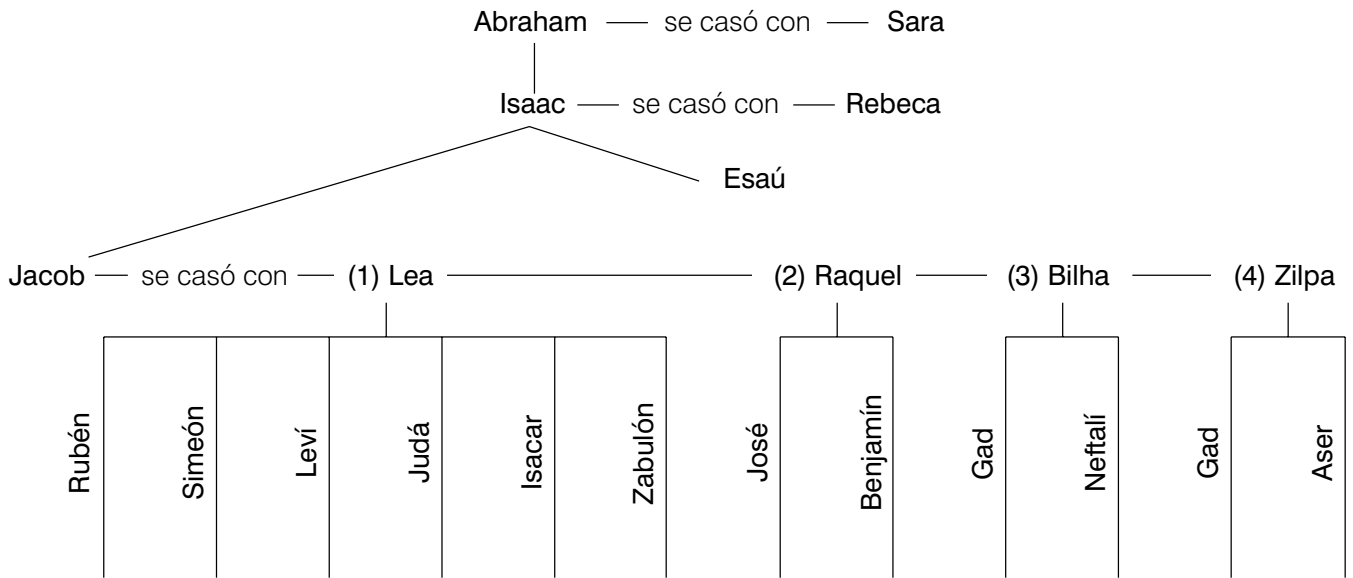 Abraham se casó con Sara
Isaac se casó con Rebeca
Esaú
Jacob se casó con (1) Lea (2) Raquel (3) Bilha (4) Zilpa
Rubén
Simeón
Leví
Judá
Isacar
Zabulón
José
Benjamín
Gad
Neftalí
Gad
Aser